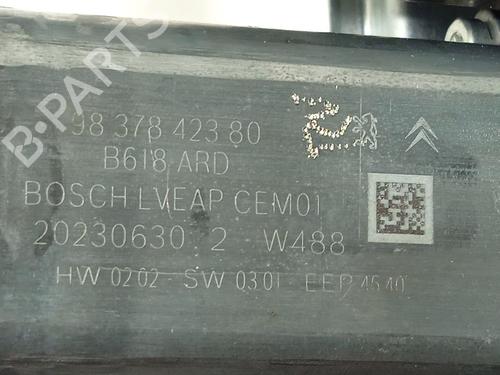 B-PARTS
98 378 423 80
B618 ARD
BOSCH LVEAP CEM01
20230630 2 W488
HW 0202 - SW 0301 EEP 4540